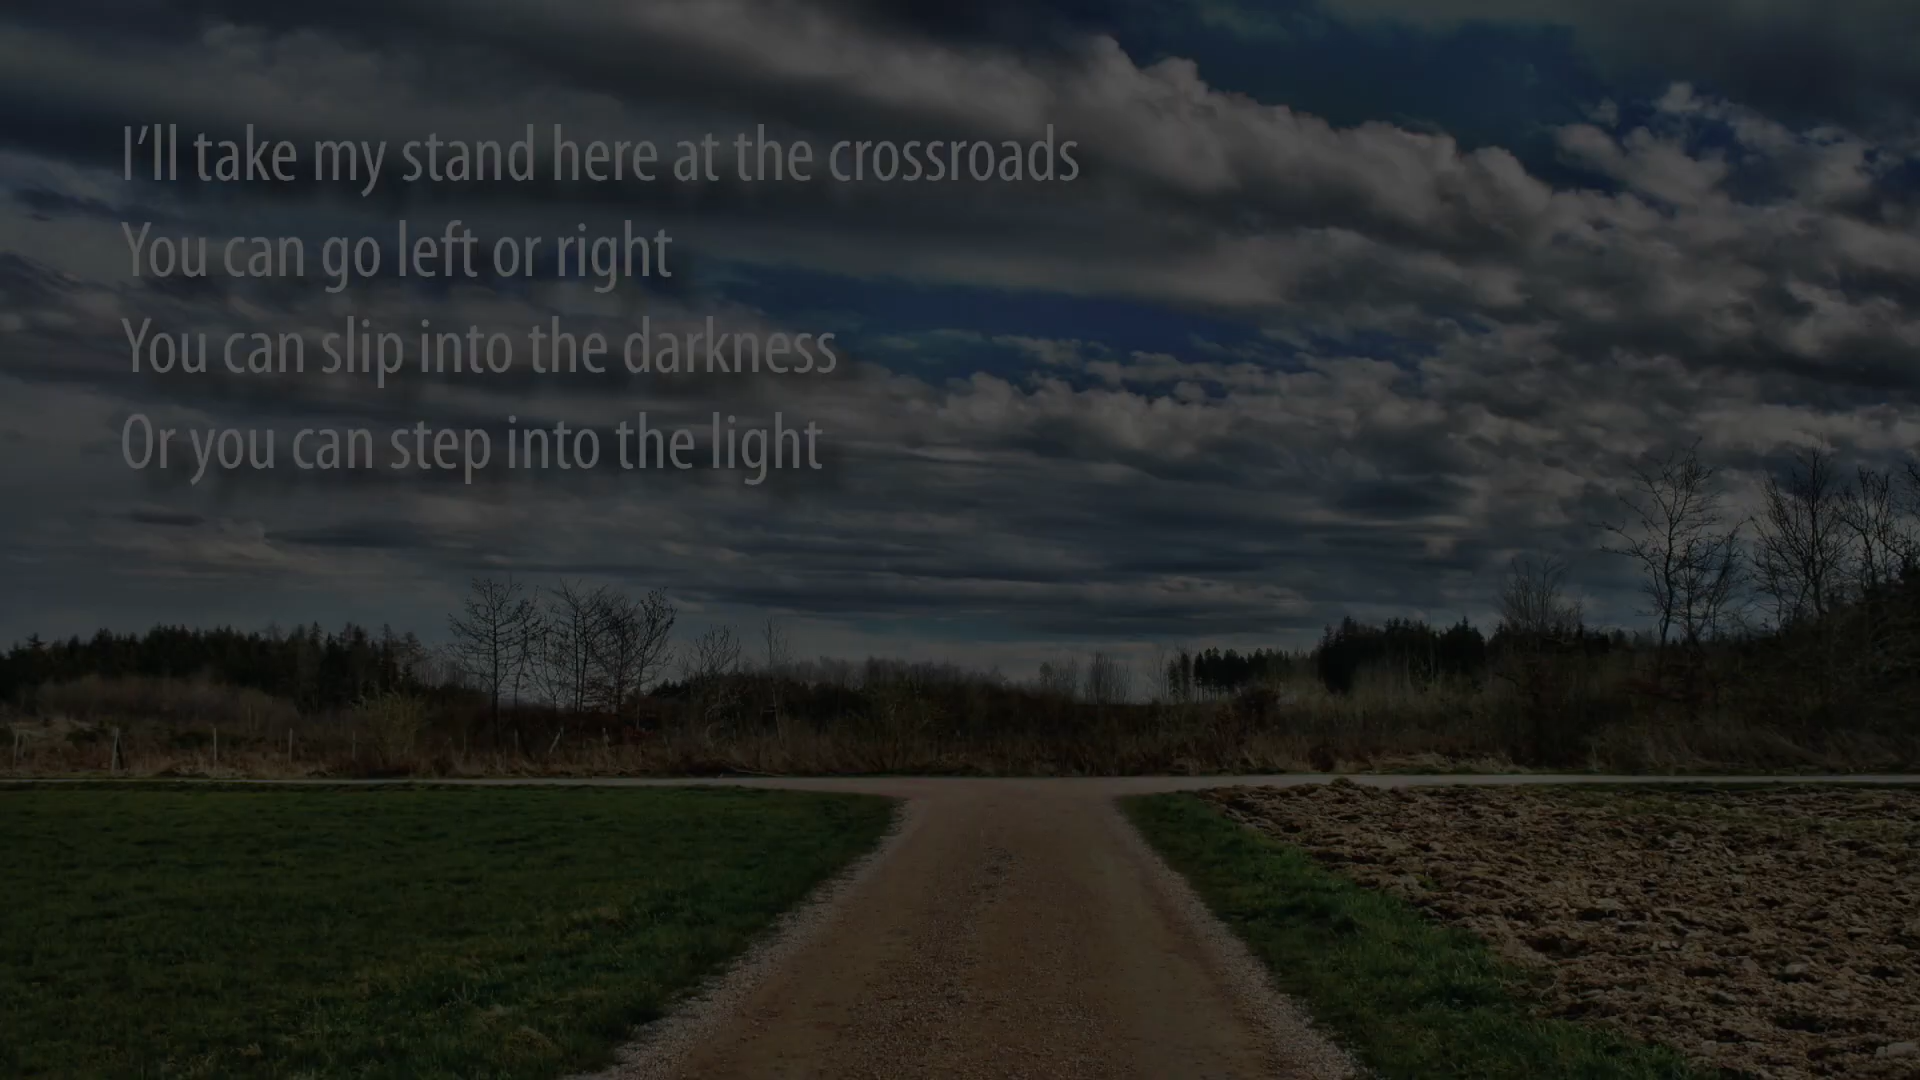 I’ll take my stand here at the crossroads
You can go left or right
You can slip into the darkness
Or you can step into the light